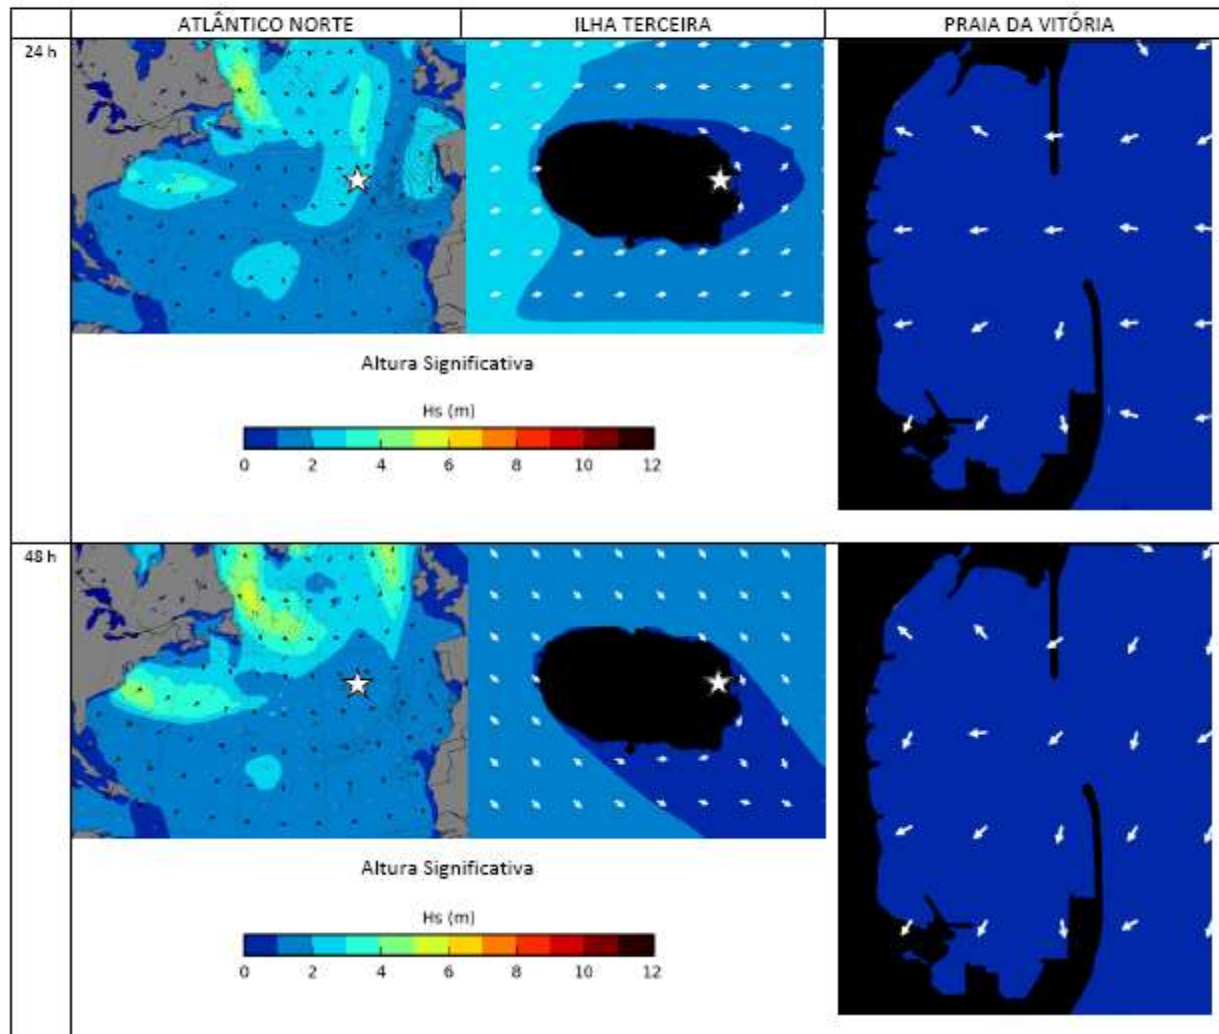 ATLÂNTICO NORTE ILHA TERCEIRA PRAIA DA VITÓRIA
24 h
Altura Significativa
Hs (m)
0 2 4 6 8 10 12
48 h
Altura Significativa
Hs (m)
0 2 4 6 8 10 12